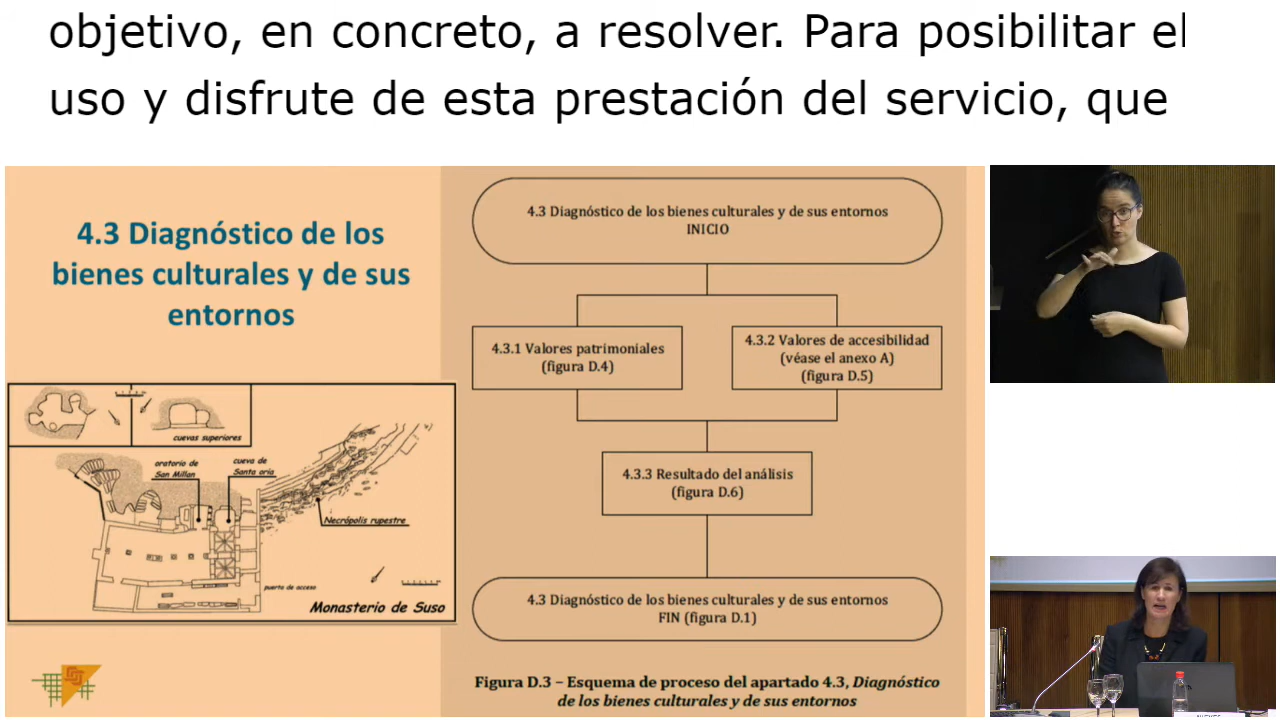 objetivo, en concreto, a resolver. Para posibilitar el
uso y disfrute de esta prestación del servicio, que
4.3 Diagnóstico de los
bienes culturales y de sus
entornos
cuevas superiores
oratorio de
San Millan
cueva de
Santa oria
Necrópolis rupestre
puerta de acceso
Monasterio de Suso
4.3 Diagnóstico de los bienes culturales y de sus entornos
INICIO
4.3.1 Valores patrimoniales
(figura D.4)
4.3.2 Valores de accesibilidad
(véase el anexo A)
(figura D.5)
4.3.3 Resultado del análisis
(figura D.6)
4.3 Diagnóstico de los bienes culturales y de sus entornos
FIN (figura D.1)
Figura D.3 – Esquema de proceso del apartado 4.3, Diagnóstico
de los bienes culturales y de sus entornos